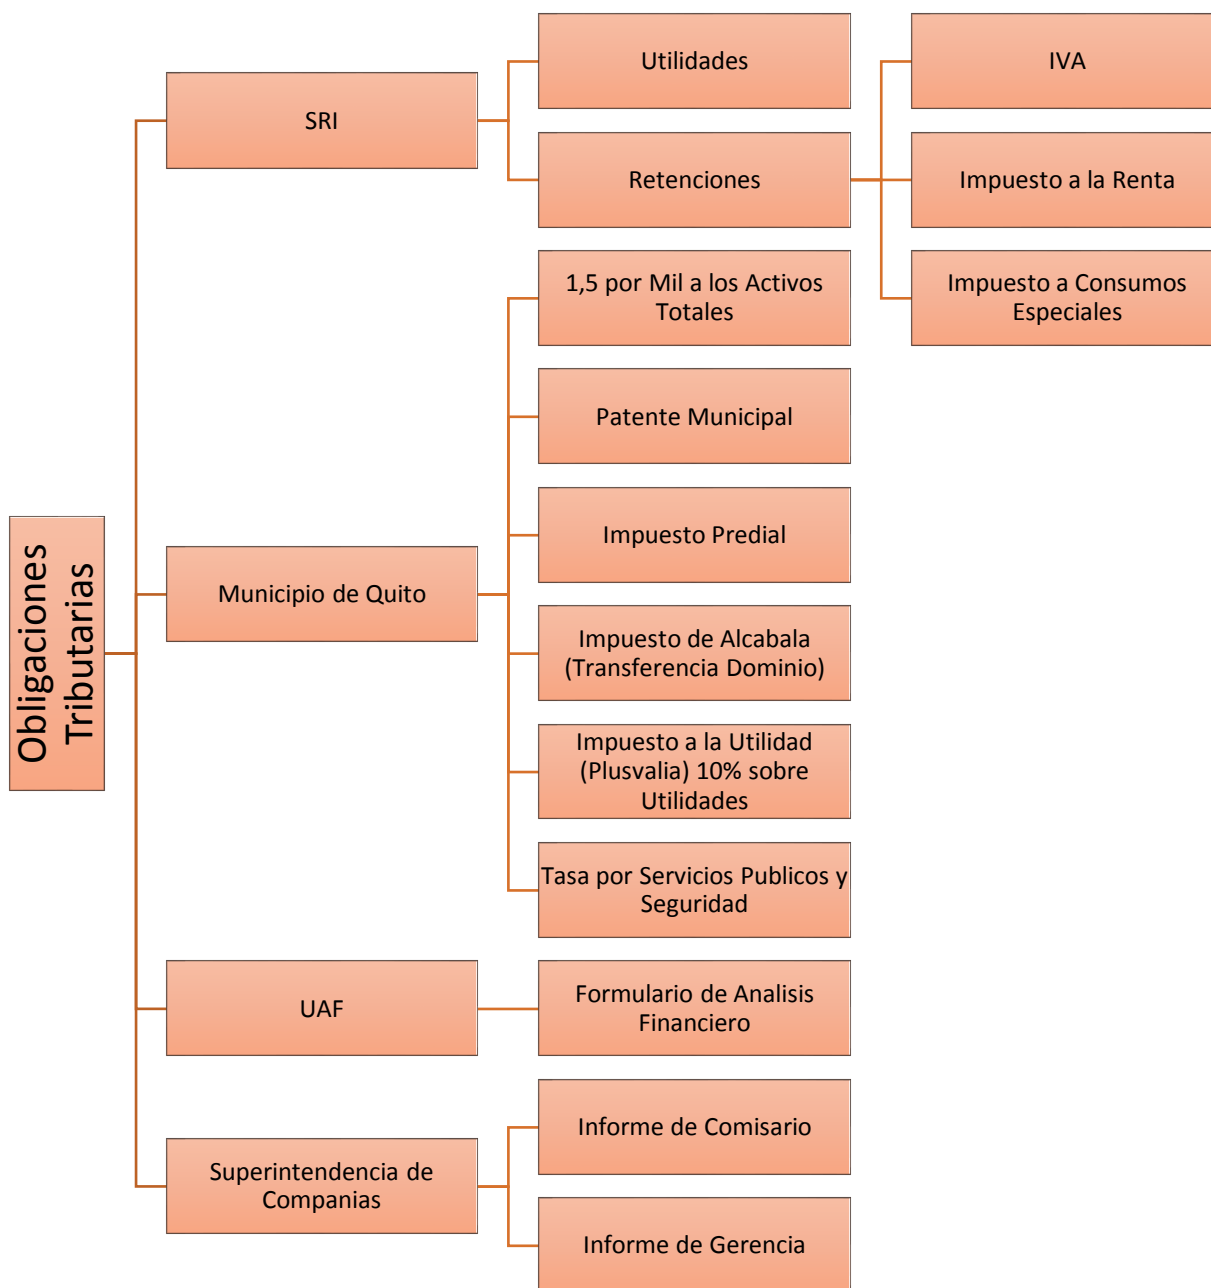 Obligaciones
Tributarias
SRI
Utilidades
Retenciones
IVA
Impuesto a la Renta
Impuesto a Consumos
Especiales
Municipio de Quito
1,5 por Mil a los Activos
Totales
Patente Municipal
Impuesto Predial
Impuesto de Alcabala
(Transferencia Dominio)
Impuesto a la Utilidad
(Plusvalia) 10% sobre
Utilidades
Tasa por Servicios Publicos y
Seguridad
UAF
Formulario de Analisis
Financiero
Superintendencia de
Companias
Informe de Comisario
Informe de Gerencia